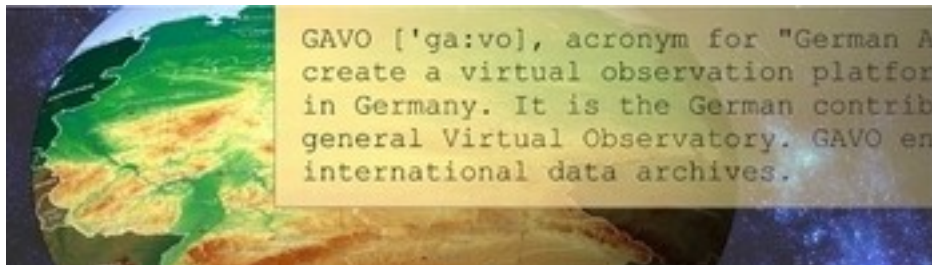 GAVO ['ga:vo], acronym for "German A
create a virtual observation platfor
in Germany. It is the German contrib
general Virtual Observatory. GAVO en
international data archives.